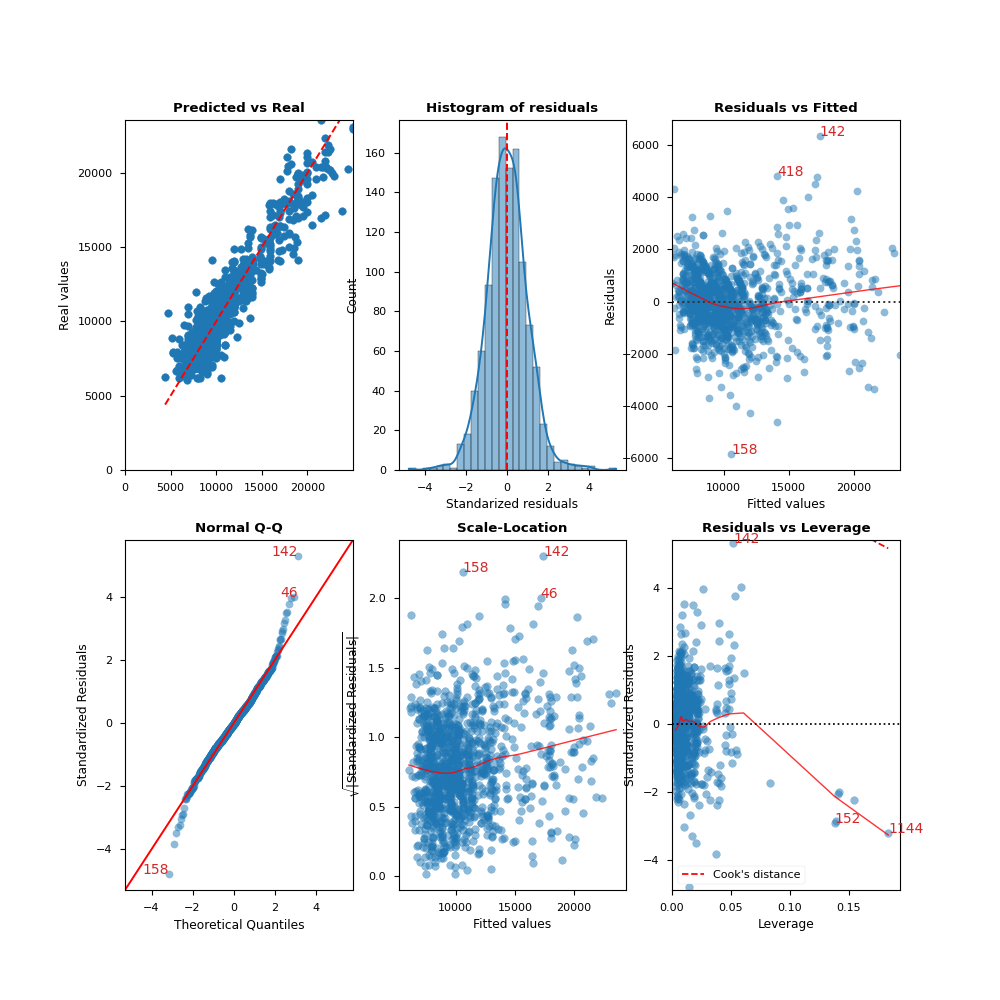 Predicted vs Real
Real values
20000
15000
10000
5000
0
0 5000 10000 15000 20000
Histogram of residuals
Count
160
140
120
100
80
60
40
20
0
−4 −2 0 2 4
Standarized residuals
Residuals vs Fitted
Residuals
6000
4000
2000
0
−2000
−4000
−6000
142
418
158
10000 15000 20000
Fitted values
Normal Q-Q
Standardized Residuals
4
2
0
−2
−4
142
46
158
−4 −2 0 2 4
Theoretical Quantiles
Scale-Location
√|Standardized Residuals|
2.0
1.5
1.0
0.5
0.0
142
158
46
10000 15000 20000
Fitted values
Residuals vs Leverage
Standardized Residuals
4
2
0
−2
−4
142
152
1144
Cook's distance
0.00 0.05 0.10 0.15
Leverage